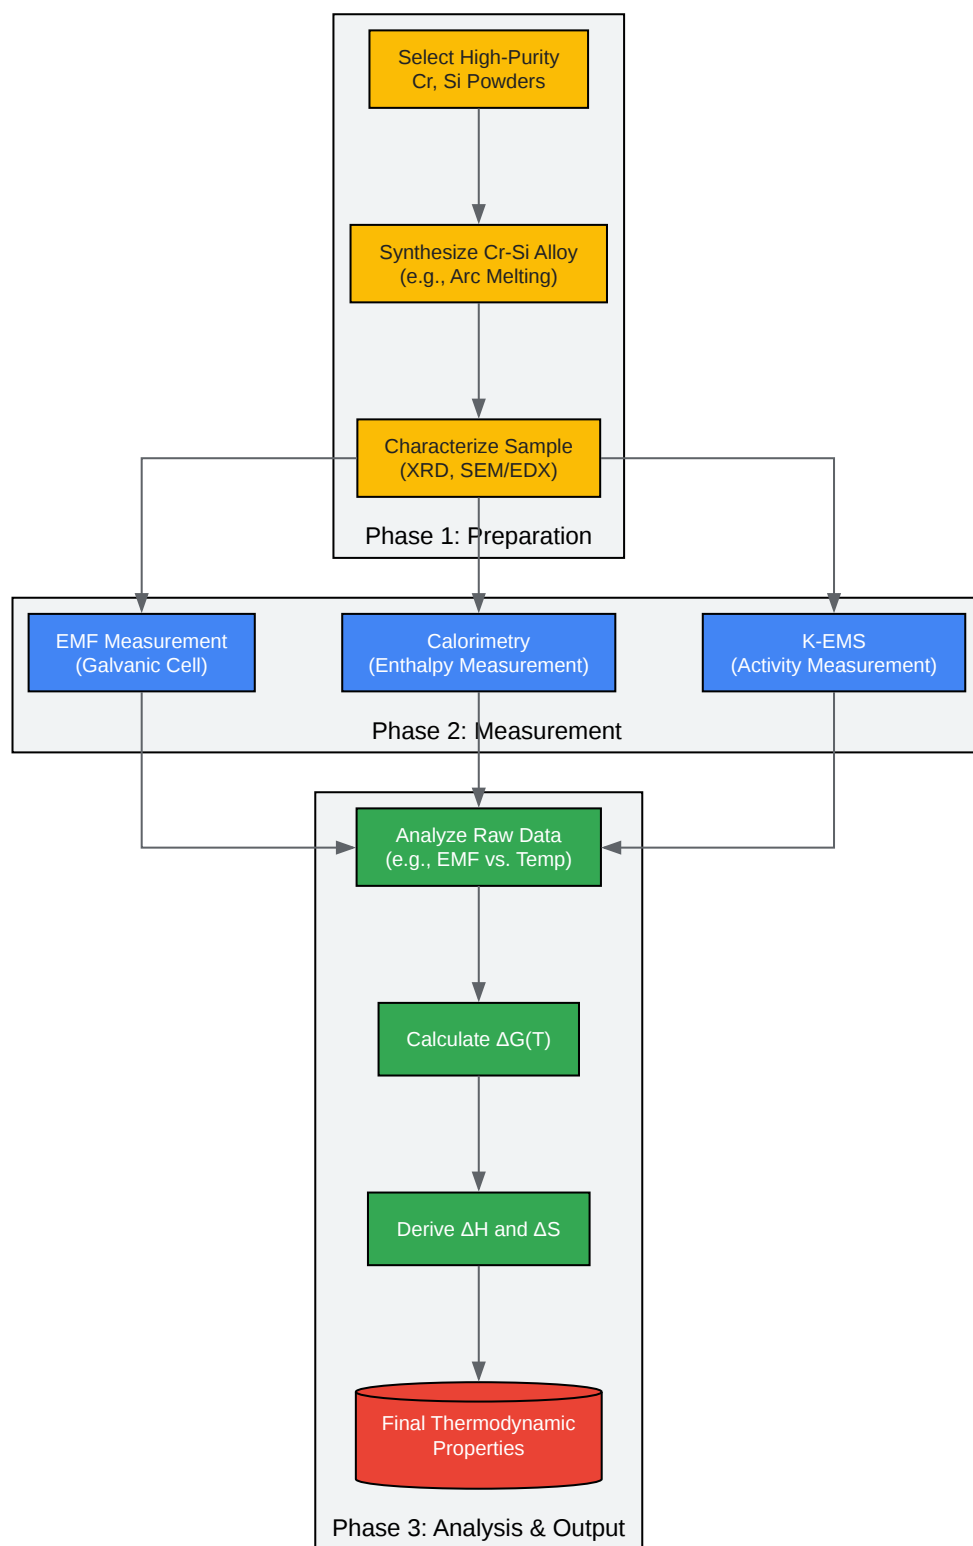 Select High-Purity
Cr, Si Powders
Synthesize Cr-Si Alloy
(e.g., Arc Melting)
Characterize Sample
(XRD, SEM/EDX)
Phase 1: Preparation
EMF Measurement
(Galvanic Cell)
Calorimetry
(Enthalpy Measurement)
K-EMS
(Activity Measurement)
Phase 2: Measurement
Analyze Raw Data
(e.g., EMF vs. Temp)
Calculate ΔG(T)
Derive ΔH and ΔS
Final Thermodynamic
Properties
Phase 3: Analysis & Output